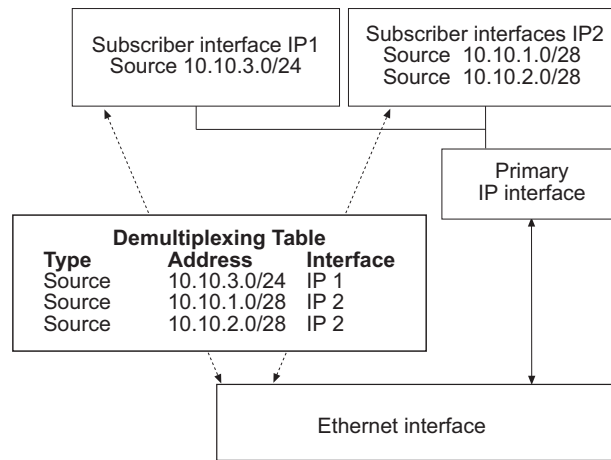 Subscriber interface IP1
Source 10.10.3.0/24
Subscriber interfaces IP2
Source 10.10.1.0/28
Source 10.10.2.0/28
Primary
IP interface
Demultiplexing Table
Type Address Interface
Source 10.10.3.0/24 IP 1
Source 10.10.1.0/28 IP 2
Source 10.10.2.0/28 IP 2
Ethernet interface